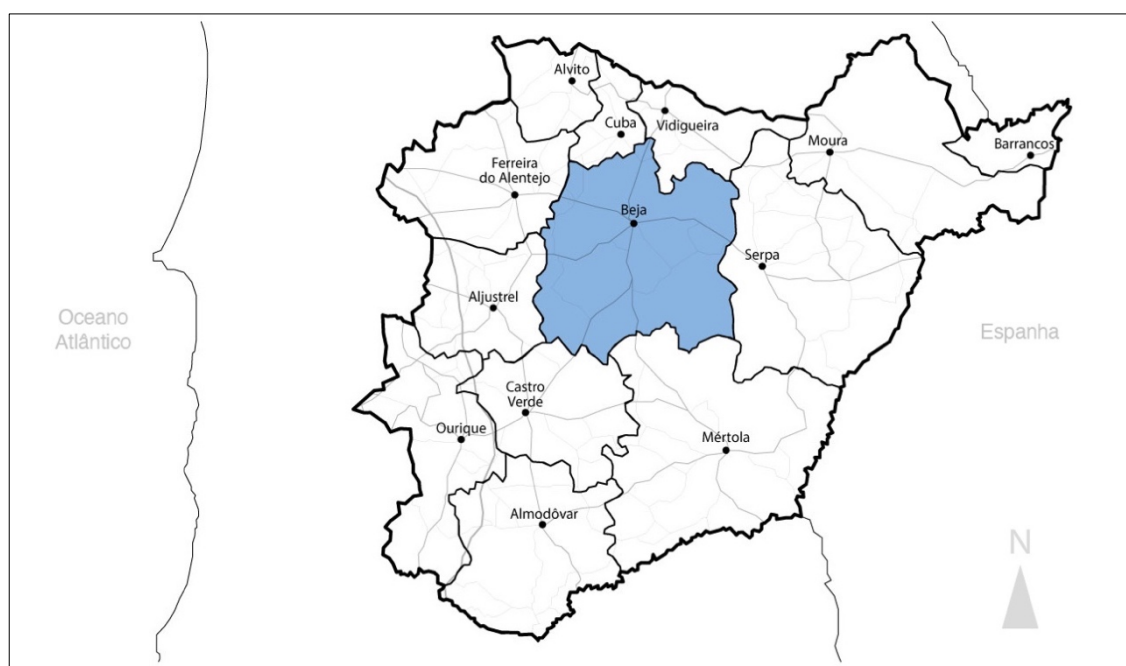 Alvito
Cuba
Vidigueira
Moura
Barrancos
Ferreira
do Alentejo
Beja
Serpa
Aljustrel
Oceano
Atlântico
Espanha
Castro
Verde
Ourique
Mértola
Almodôvar
N